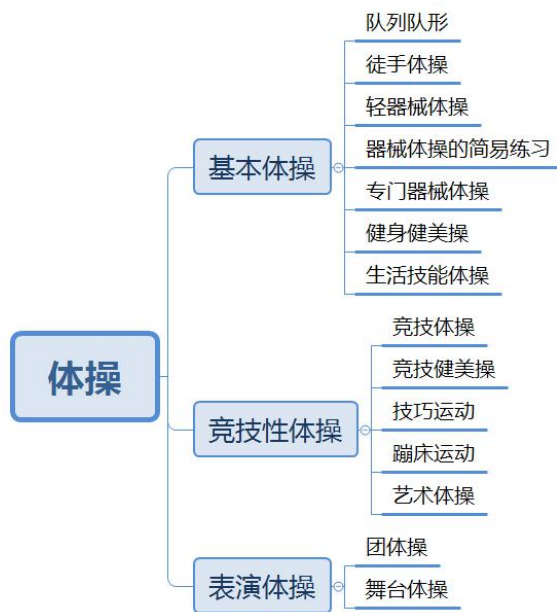 体操
基本体操
队列队形
徒手体操
轻器械体操
器械体操的简易练习
专门器械体操
健身健美操
生活技能体操
竞技性体操
竞技体操
竞技健美操
技巧运动
蹦床运动
艺术体操
表演体操
团体操
舞台体操